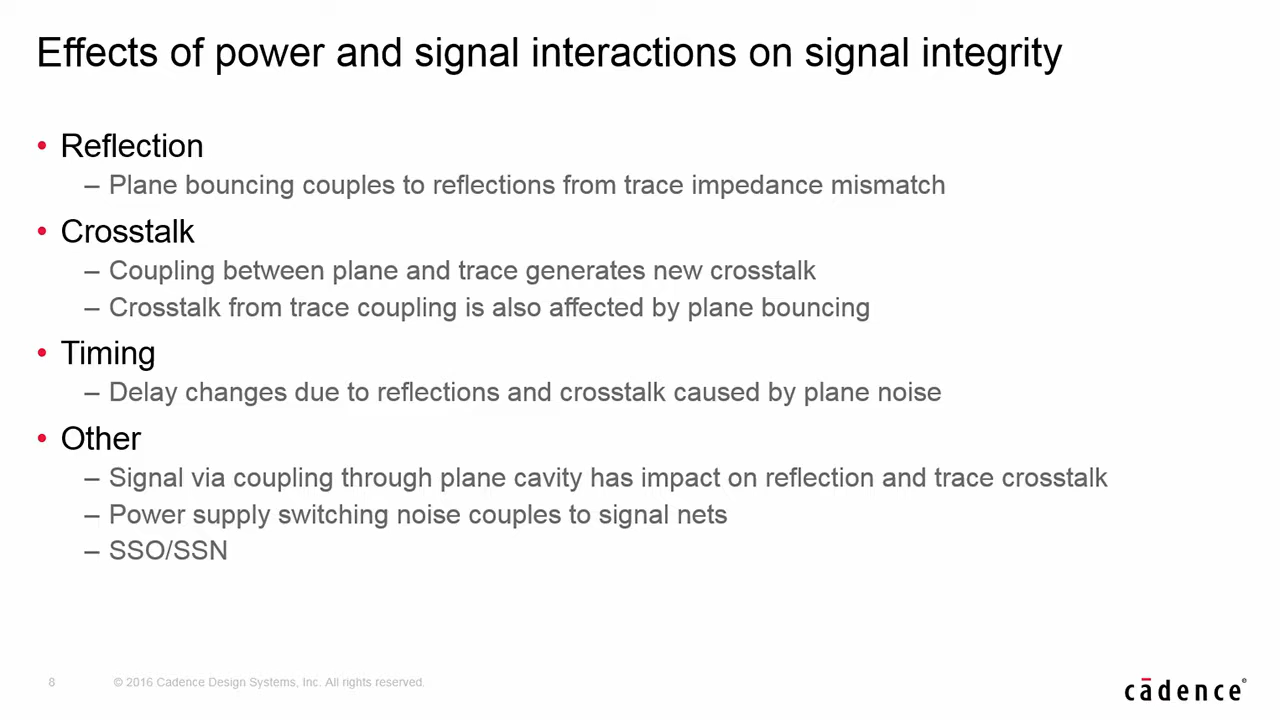 Effects of power and signal interactions on signal integrity
• Reflection
– Plane bouncing couples to reflections from trace impedance mismatch
• Crosstalk
– Coupling between plane and trace generates new crosstalk
– Crosstalk from trace coupling is also affected by plane bouncing
• Timing
– Delay changes due to reflections and crosstalk caused by plane noise
• Other
– Signal via coupling through plane cavity has impact on reflection and trace crosstalk
– Power supply switching noise couples to signal nets
– SSO/SSN
8 © 2016 Cadence Design Systems, Inc. All rights reserved.
cādence®